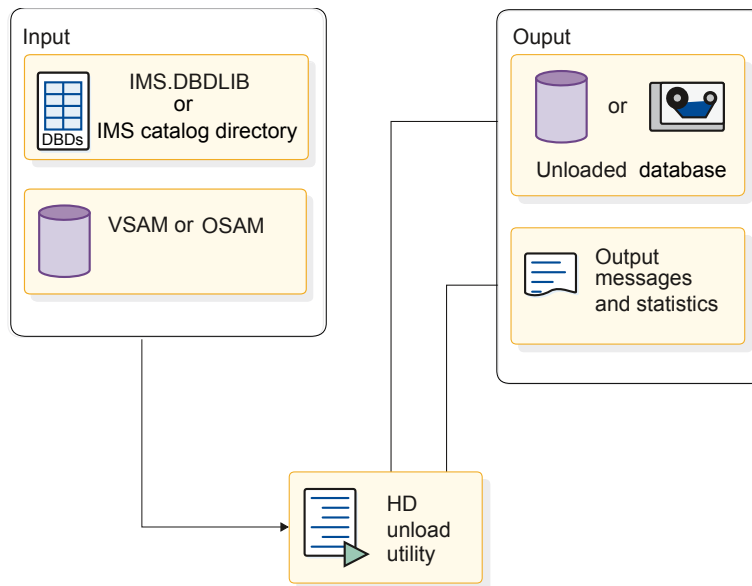 Input
IMS.DBDLIB
or
IMS catalog directory
DBDs
VSAM or OSAM
Ouput
or
Unloaded database
Output
messages
and statistics
HD
unload
utility